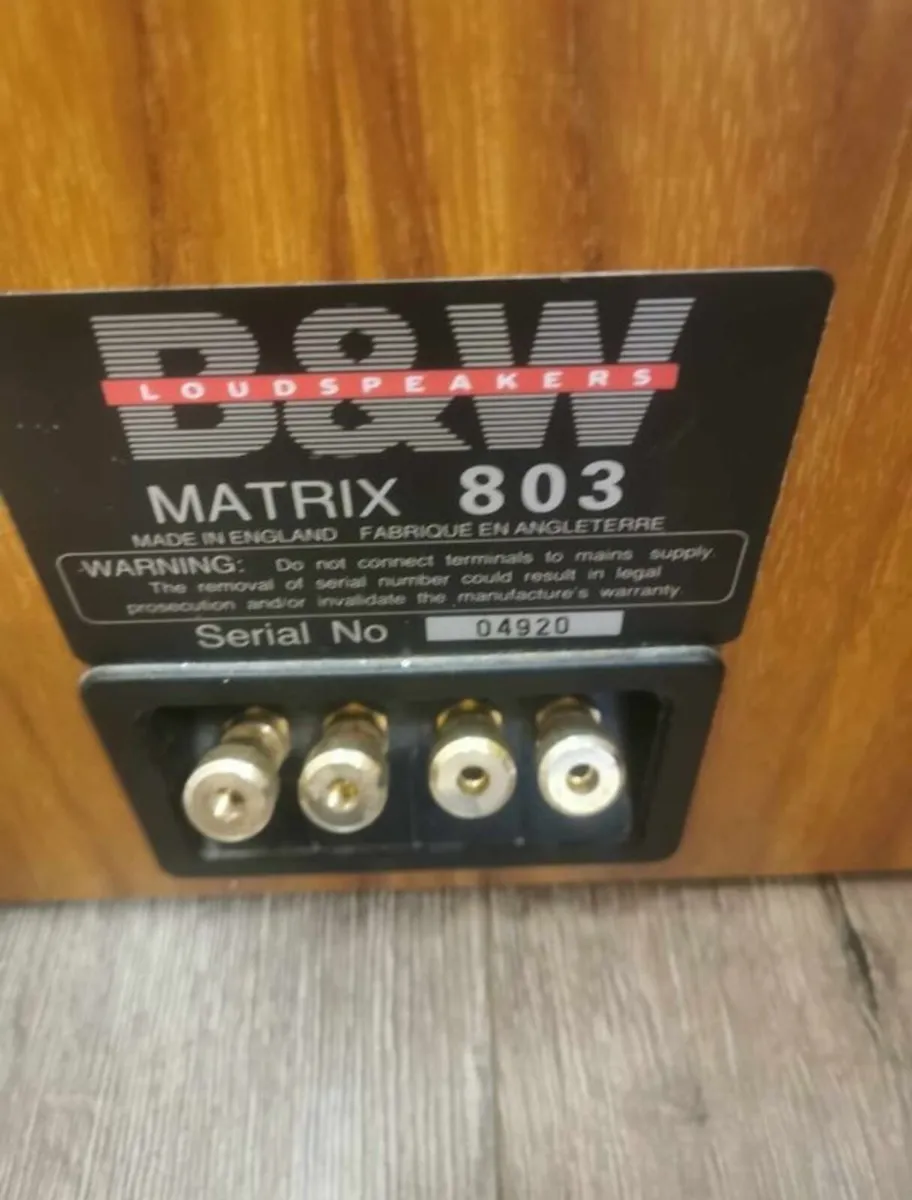 B&W
LOUDSPEAKERS
MATRIX 803
MADE IN ENGLAND FABRIQUE EN ANGLETERRE
WARNING: Do not connect terminals to mains supply.
The removal of serial number could result in legal
prosecution and/or invalidate the manufacture's warranty.
Serial No 04920